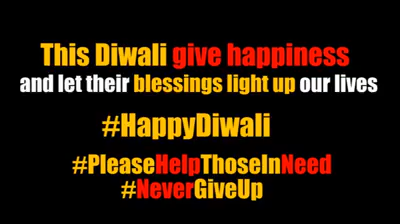 This Diwali give happiness
and let their blessings light up our lives
#HappyDiwali
#PleaseHelpThoseInNeed
#NeverGiveUp